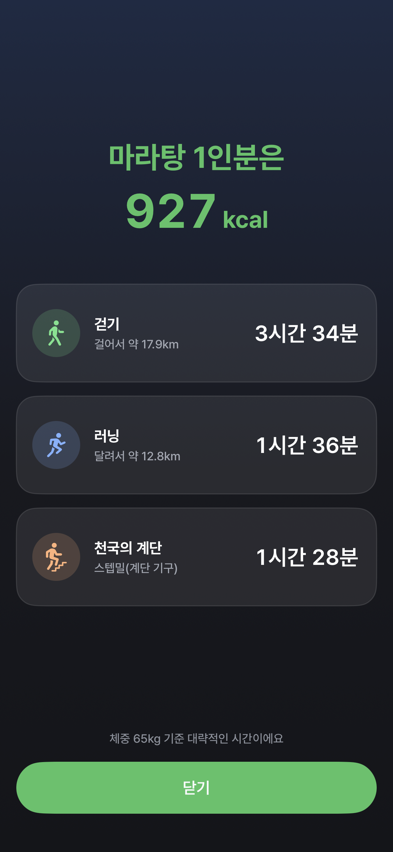 마라탕 1인분은
927 kcal
걷기
걸어서 약 17.9km
3시간 34분
러닝
달려서 약 12.8km
1시간 36분
천국의 계단
스텝밀(계단 기구)
1시간 28분
체중 65kg 기준 대략적인 시간이에요
닫기